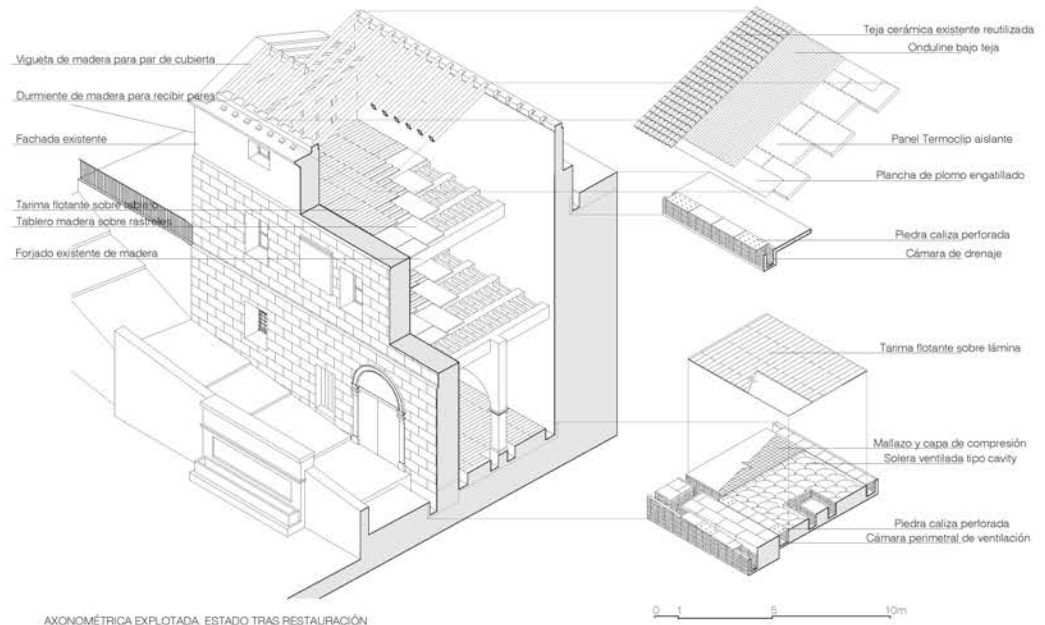 Vigueta de madera para par de cubierta
Durmiente de madera para recibir pares
Fachada existente
Tarima flotante sobre tablero
Tablero madera sobre rastreles
Forjado existente de madera
Teja cerámica existente reutilizada
Onduline bajo teja
Panel Termoclip aislante
Plancha de plomo engatillado
Piedra caliza perforada
Cámara de drenaje
Tarima flotante sobre lámina
Mallazo y capa de compresión
Solera ventilada tipo cavity
Piedra caliza perforada
Cámara perimetral de ventilación
0 1 5 10m
AXONOMÉTRICA EXPLOTADA. ESTADO TRAS RESTAURACIÓN